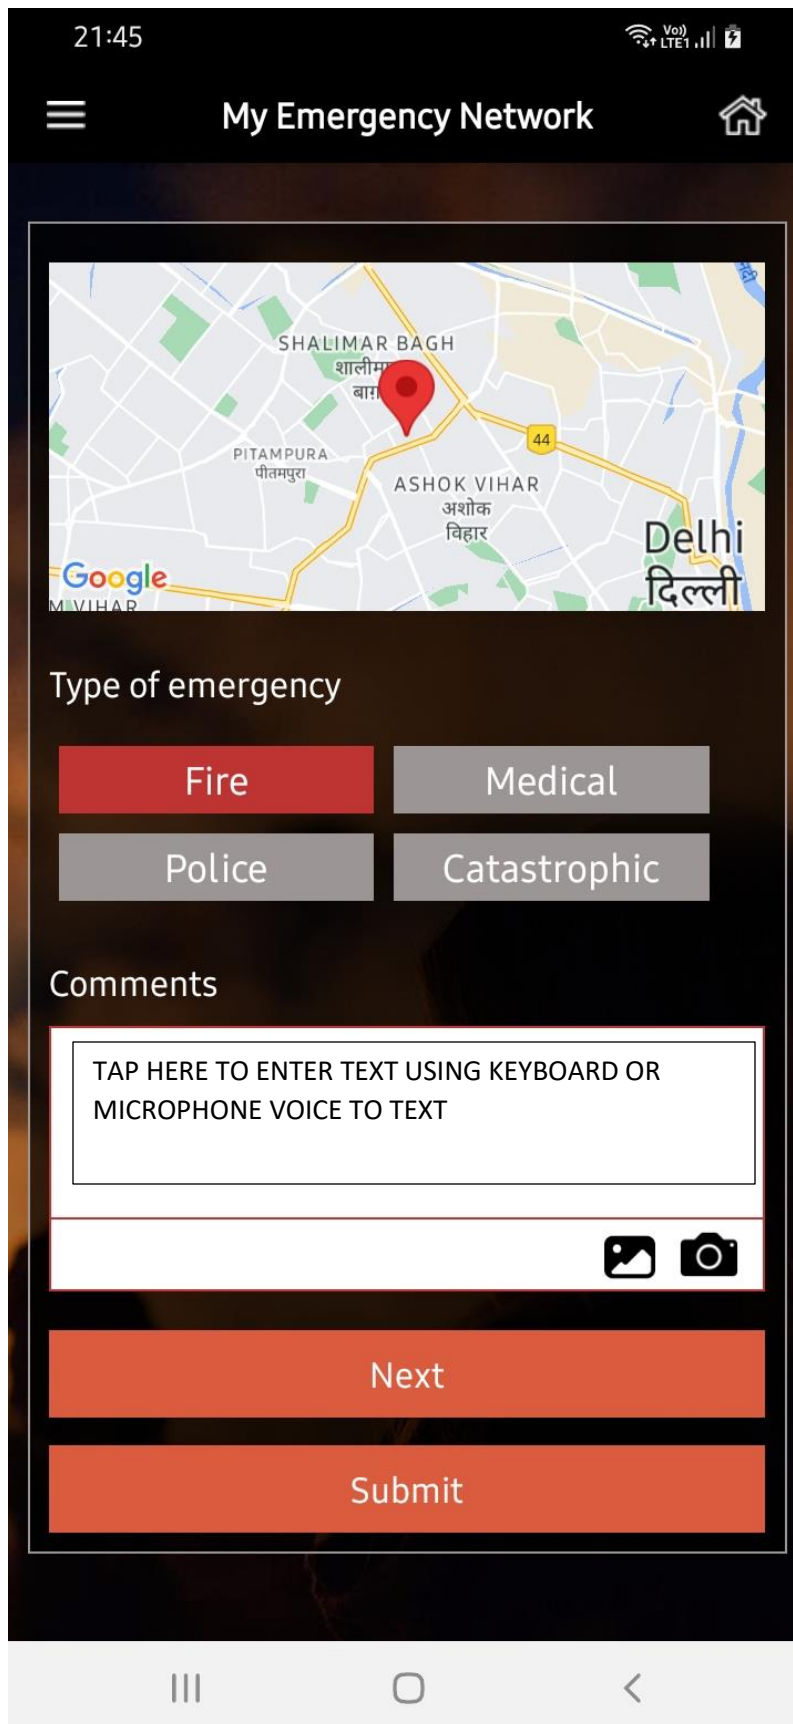 21:45
Vo)) LTE1
My Emergency Network
SHALIMAR BAGH
PITAMPURA
पीतमपुरा
44
ASHOK VIHAR
अशोक
विहार
Delhi
दिल्ली
Google
M VIHAR
Type of emergency
Fire
Medical
Police
Catastrophic
Comments
TAP HERE TO ENTER TEXT USING KEYBOARD OR
MICROPHONE VOICE TO TEXT
Next
Submit